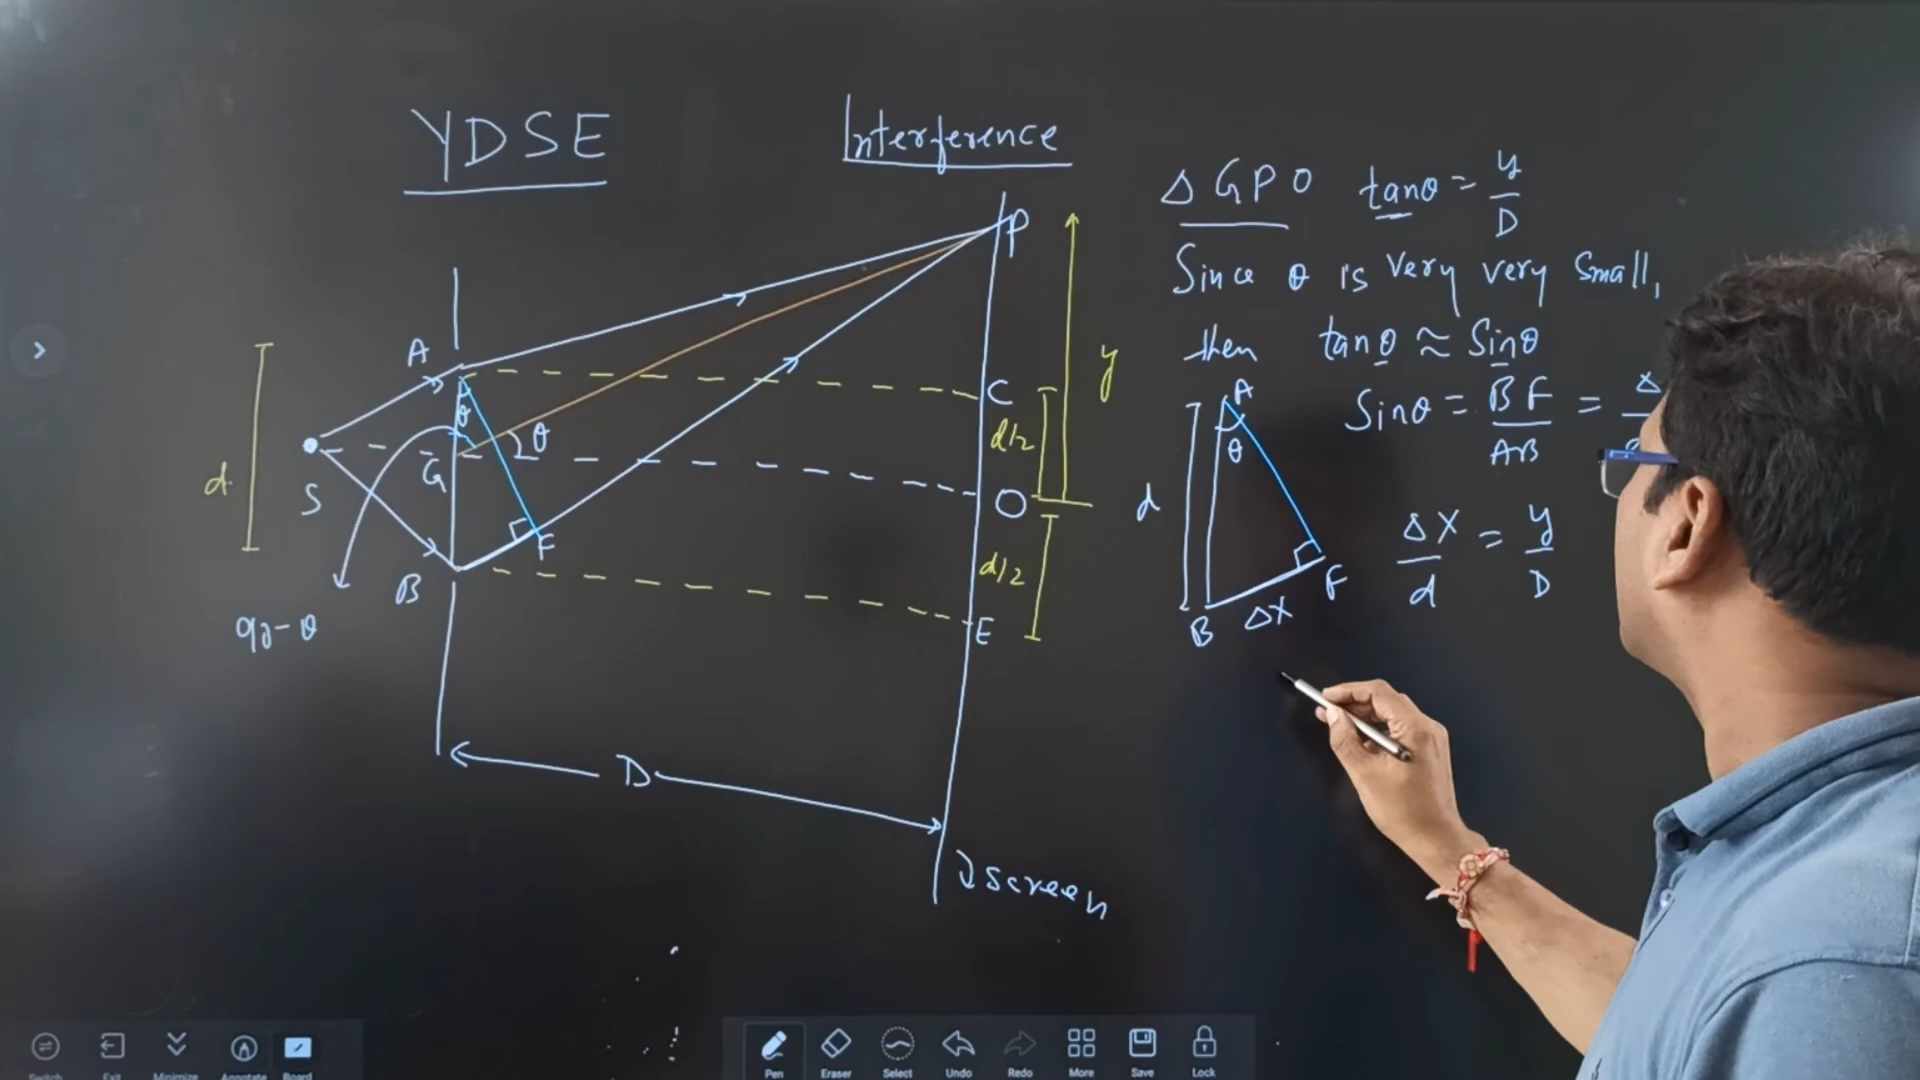 YDSE
Interference
P
A
θ
θ
G
S
d
B
F
90-θ
C
d/2
O
d/2
E
y
D
screen
Δ GPO tanθ = y/D
Since θ is very very small,
then tanθ ≈ Sinθ
Sinθ = BF/AB = Δ
A
θ
d
B
ΔX
F
ΔX/d = y/D
Switch
Exit
Minimize
Annotate
Board
Pen
Eraser
Select
Undo
Redo
More
Save
Lock